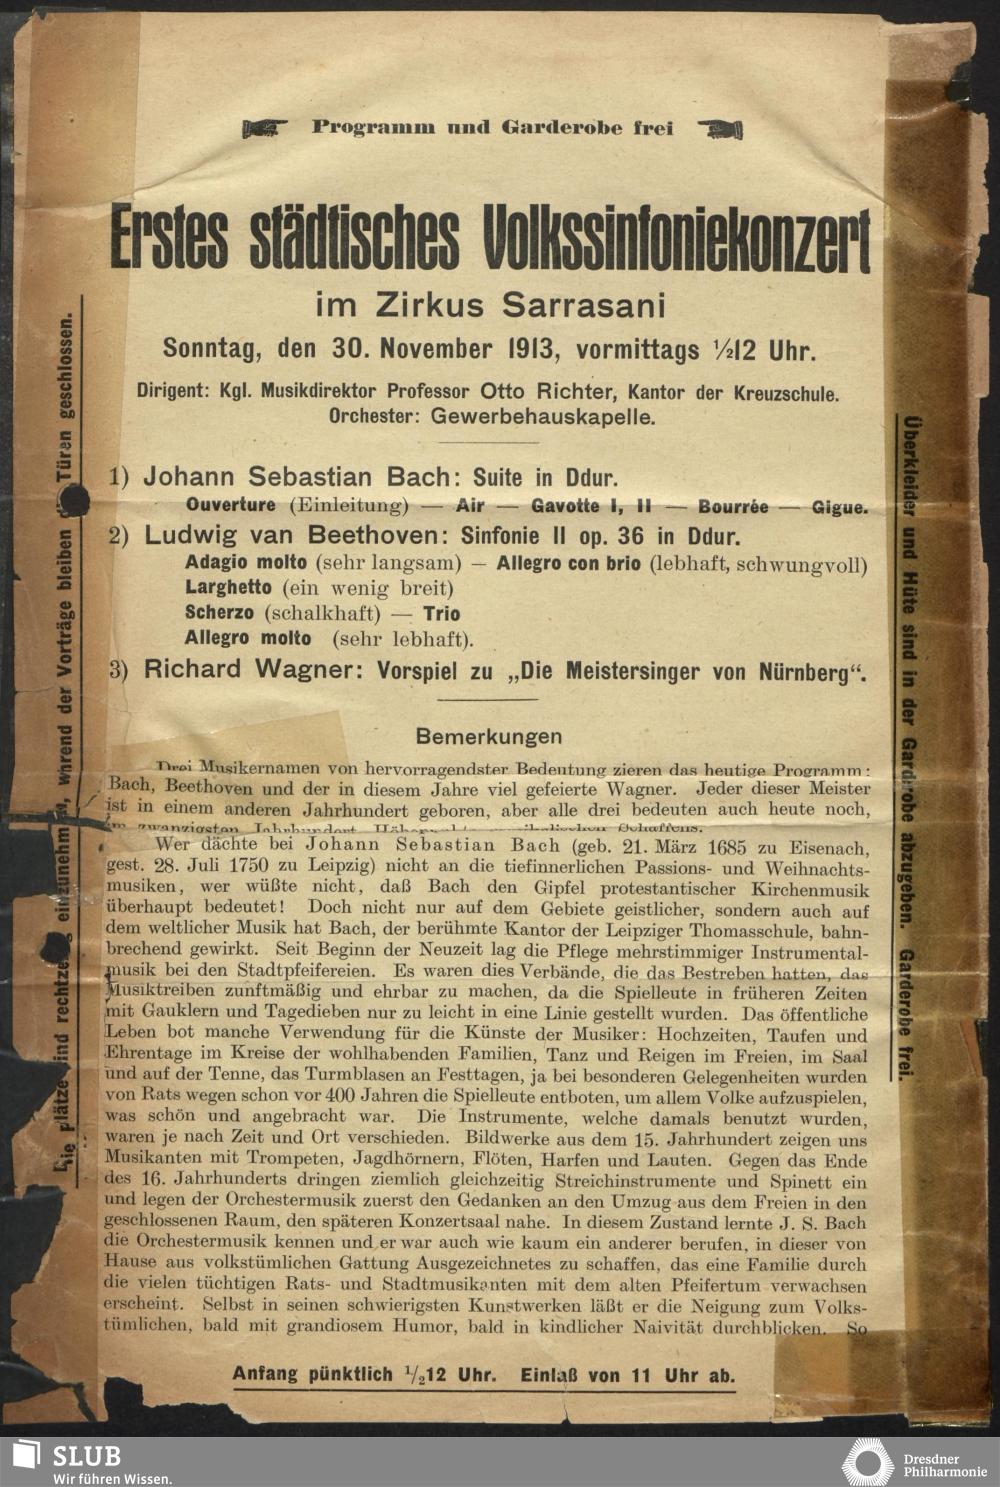 Programm und Garderobe frei
Erstes städtisches Volkssinfoniekonzert
im Zirkus Sarrasani
Sonntag, den 30. November 1913, vormittags ½12 Uhr.
Dirigent: Kgl. Musikdirektor Professor Otto Richter, Kantor der Kreuzschule.
Orchester: Gewerbehauskapelle.
1) Johann Sebastian Bach: Suite in Ddur.
Ouverture (Einleitung) — Air — Gavotte I, II — Bourrée — Gigue.
2) Ludwig van Beethoven: Sinfonie II op. 36 in Ddur.
Adagio molto (sehr langsam) — Allegro con brio (lebhaft, schwungvoll)
Larghetto (ein wenig breit)
Scherzo (schalkhaft) — Trio
Allegro molto (sehr lebhaft).
3) Richard Wagner: Vorspiel zu „Die Meistersinger von Nürnberg“.
Bemerkungen
Drei Musikernamen von hervorragendster Bedeutung zieren das heutige Programm:
Bach, Beethoven und der in diesem Jahre viel gefeierte Wagner. Jeder dieser Meister
ist in einem anderen Jahrhundert geboren, aber alle drei bedeuten auch heute noch,
im zwanzigsten Jahrhundert Schaffens.
Wer dächte bei Johann Sebastian Bach (geb. 21. März 1685 zu Eisenach,
gest. 28. Juli 1750 zu Leipzig) nicht an die tiefinnerlichen Passions- und Weihnachts-
musiken, wer wüßte nicht, daß Bach den Gipfel protestantischer Kirchenmusik
überhaupt bedeutet! Doch nicht nur auf dem Gebiete geistlicher, sondern auch auf
dem weltlicher Musik hat Bach, der berühmte Kantor der Leipziger Thomasschule, bahn-
brechend gewirkt. Seit Beginn der Neuzeit lag die Pflege mehrstimmiger Instrumental-
musik bei den Stadtpfeifereien. Es waren dies Verbände, die das Bestreben hatten, das
Musiktreiben zunftmäßig und ehrbar zu machen, da die Spielleute in früheren Zeiten
mit Gauklern und Tagedieben nur zu leicht in eine Linie gestellt wurden. Das öffentliche
Leben bot manche Verwendung für die Künste der Musiker: Hochzeiten, Taufen und
Ehrentage im Kreise der wohlhabenden Familien, Tanz und Reigen im Freien, im Saal
und auf der Tenne, das Turmblasen an Festtagen, ja bei besonderen Gelegenheiten wurden
von Rats wegen schon vor 400 Jahren die Spielleute entboten, um allem Volke aufzuspielen,
was schön und angebracht war. Die Instrumente, welche damals benutzt wurden,
waren je nach Zeit und Ort verschieden. Bildwerke aus dem 15. Jahrhundert zeigen uns
Musikanten mit Trompeten, Jagdhörnern, Flöten, Harfen und Lauten. Gegen das Ende
des 16. Jahrhunderts dringen ziemlich gleichzeitig Streichinstrumente und Spinett ein
und legen der Orchestermusik zuerst den Gedanken an den Umzug aus dem Freien in den
geschlossenen Raum, den späteren Konzertsaal nahe. In diesem Zustand lernte J. S. Bach
die Orchestermusik kennen und er war auch wie kaum ein anderer berufen, in dieser von
Hause aus volkstümlichen Gattung Ausgezeichnetes zu schaffen, das eine Familie durch
die vielen tüchtigen Rats- und Stadtmusikanten mit dem alten Pfeifertum verwachsen
erscheint. Selbst in seinen schwierigsten Kunstwerken läßt er die Neigung zum Volks-
tümlichen, bald mit grandiosem Humor, bald in kindlicher Naivität durchblicken. So
Anfang pünktlich ½12 Uhr. Einlaß von 11 Uhr ab.
Die plätze sind einzunehmen, während der Vorträge bleiben Türen geschlossen.
Überkleider und Hüte sind in der Garderobe abzugeben. Garderobe frei.
SLUB
Wir führen Wissen.
Dresdner
Philharmonie